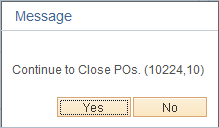 Message
Continue to Close POs. (10224,10)
Yes
No